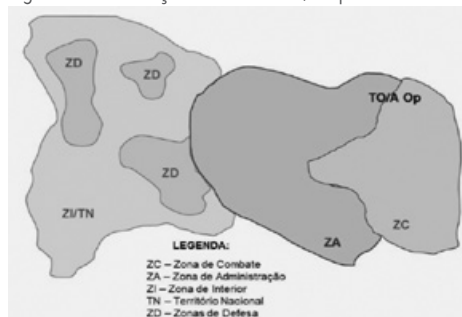 ZD
ZD
TO/A Op
ZD
ZI/TN
ZC
ZA
LEGENDA:
ZC – Zona de Combate
ZA – Zona de Administração
ZI – Zona de Interior
TN – Território Nacional
ZD – Zonas de Defesa